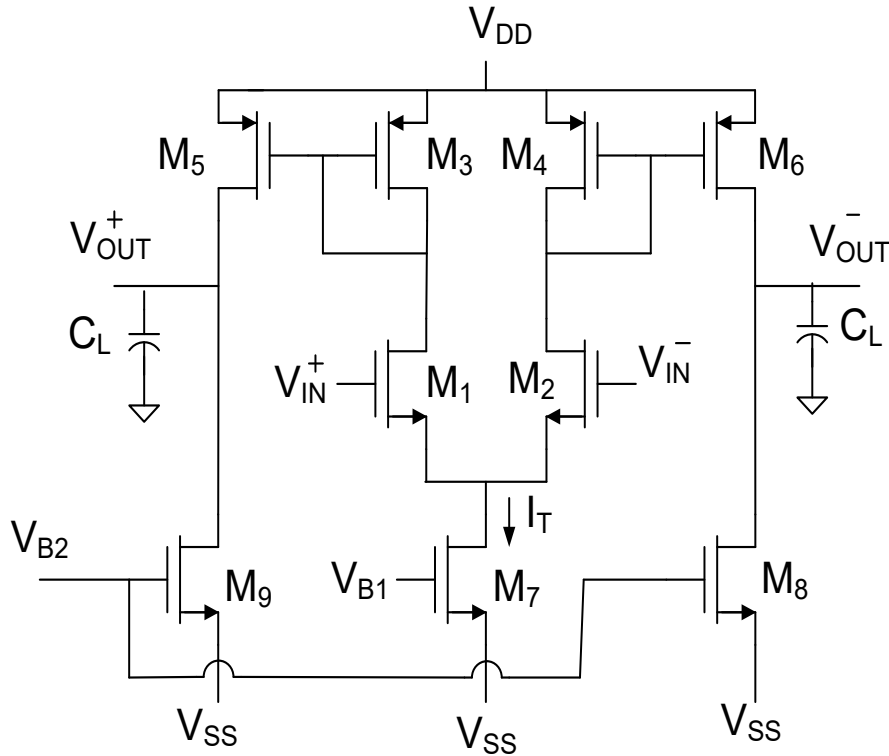 V_DD
M_5 M_3 M_4 M_6
V_OUT^+ V_OUT^-
C_L C_L
V_IN^+ M_1 M_2 V_IN^-
I_T
V_B2 M_9 V_B1 M_7 M_8
V_SS V_SS V_SS